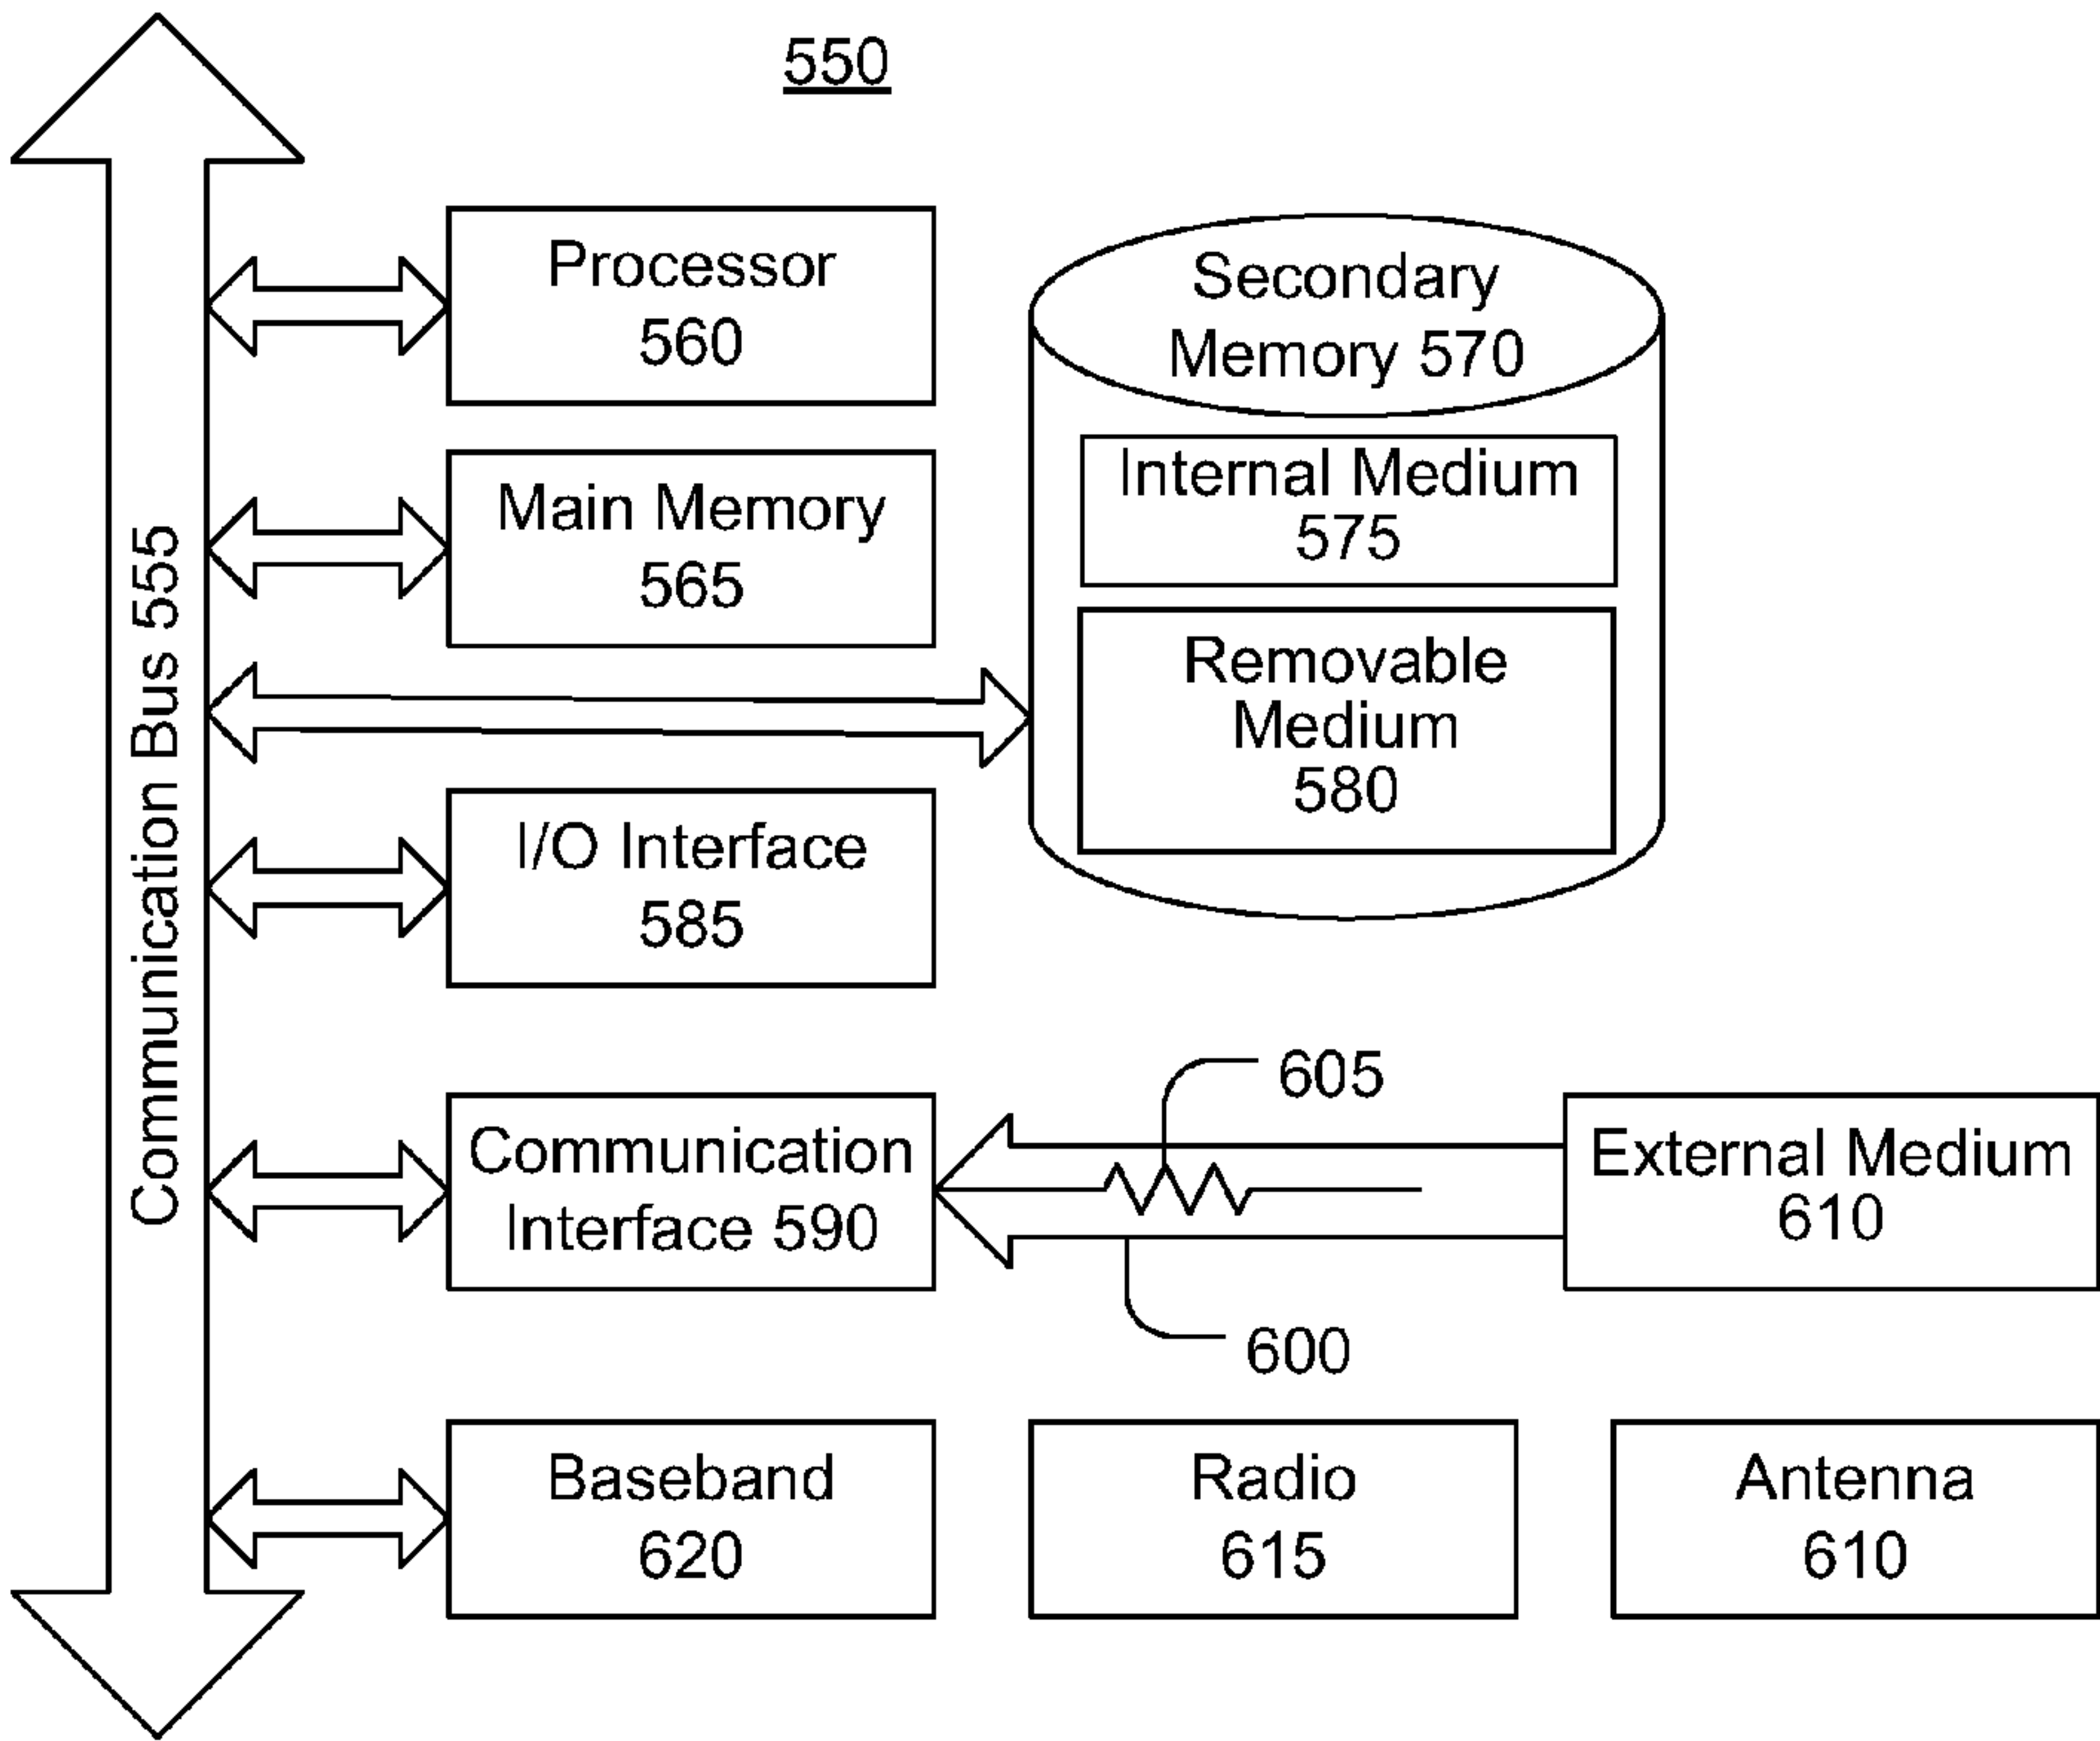 550
Communication Bus 555
Processor
560
Main Memory
565
Secondary
Memory 570
Internal Medium
575
Removable
Medium
580
I/O Interface
585
Communication
Interface 590
605
600
External Medium
610
Baseband
620
Radio
615
Antenna
610